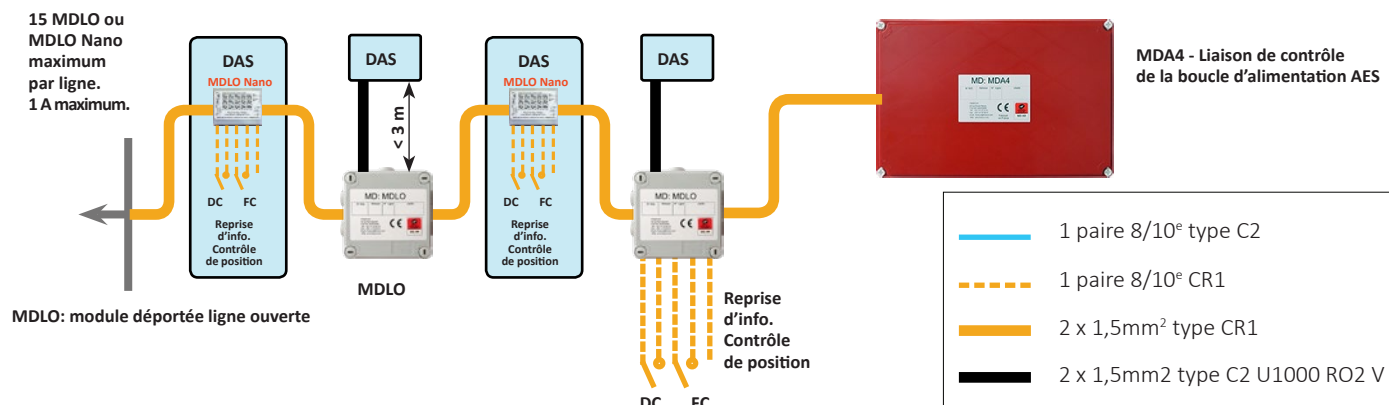 15 MDLO ou
MDLO Nano
maximum
par ligne.
1 A maximum.
DAS
MDLO Nano
DC FC
Reprise
d’info.
Contrôle
de position
DAS
< 3 m
MD: MDLO
CE
MDLO
DAS
MDLO Nano
DC FC
Reprise
d’info.
Contrôle
de position
DAS
MD: MDLO
CE
Reprise
d’info.
Contrôle
de position
DC FC
MD: MDA4
CE
MDA4 - Liaison de contrôle
de la boucle d’alimentation AES
MDLO: module déportée ligne ouverte
1 paire 8/10e type C2
1 paire 8/10e CR1
2 x 1,5mm² type CR1
2 x 1,5mm2 type C2 U1000 RO2 V